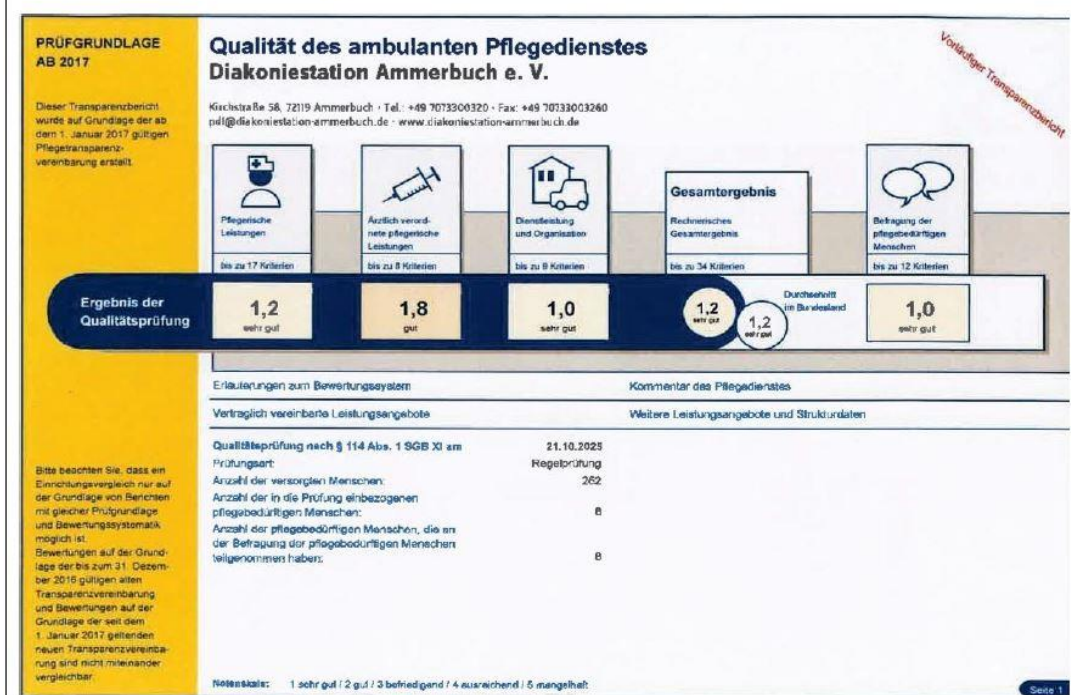 PRÜFGRUNDLAGE
AB 2017
Dieser Transparenzbericht
wurde auf Grundlage der ab
dem 1. Januar 2017 gültigen
Pflegetransparenz-
vereinbarung erstellt.
Bitte beachten Sie, dass ein
Einrichtungsvergleich nur auf
der Grundlage von Berichten
mit gleicher Prüfgrundlage
und Bewertungssystematik
möglich ist.
Bewertungen auf der Grund-
lage der bis zum 31. Dezem-
ber 2016 gültigen alten
Transparenzvereinbarung
und Bewertungen auf der
Grundlage der seit dem
1. Januar 2017 geltenden
neuen Transparenzvereinba-
rung sind nicht miteinander
vergleichbar.
Qualität des ambulanten Pflegedienstes
Diakoniestation Ammerbuch e. V.
Kirchstraße 58, 72119 Ammerbuch · Tel.: +49 7073300320 · Fax: +49 70733003260
pdl@diakoniestation-ammerbuch.de · www.diakoniestation-ammerbuch.de
Vorläufiger Transparenzbericht
Pflegerische
Leistungen
bis zu 17 Kriterien
Ärztlich verord-
nete pflegerische
Leistungen
bis zu 8 Kriterien
Dienstleistung
und Organisation
bis zu 9 Kriterien
Gesamtergebnis
Rechnerisches
Gesamtergebnis
bis zu 34 Kriterien
Befragung der
pflegebedürftigen
Menschen
bis zu 12 Kriterien
Ergebnis der
Qualitätsprüfung
1,2
sehr gut
1,8
gut
1,0
sehr gut
1,2
sehr gut
1,2
sehr gut
Durchschnitt
im Bundesland
1,0
sehr gut
Erläuterungen zum Bewertungssystem
Kommentar des Pflegedienstes
Vertraglich vereinbarte Leistungsangebote
Weitere Leistungsangebote und Strukturdaten
Qualitätsprüfung nach § 114 Abs. 1 SGB XI am 21.10.2025
Prüfungsart: Regelprüfung
Anzahl der versorgten Menschen: 262
Anzahl der in die Prüfung einbezogenen
pflegebedürftigen Menschen: 8
Anzahl der pflegebedürftigen Menschen, die an
der Befragung der pflegebedürftigen Menschen
teilgenommen haben: 8
Notenskala: 1 sehr gut / 2 gut / 3 befriedigend / 4 ausreichend / 5 mangelhaft
Seite 1